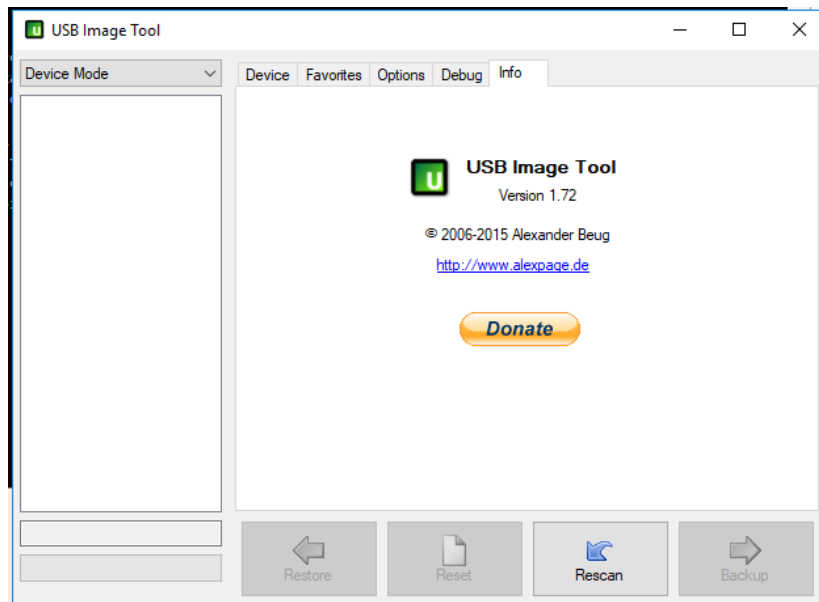 USB Image Tool
Device Mode
Device Favorites Options Debug Info
USB Image Tool
Version 1.72
© 2006-2015 Alexander Beug
http://www.alexpage.de
Donate
Restore Reset Rescan Backup